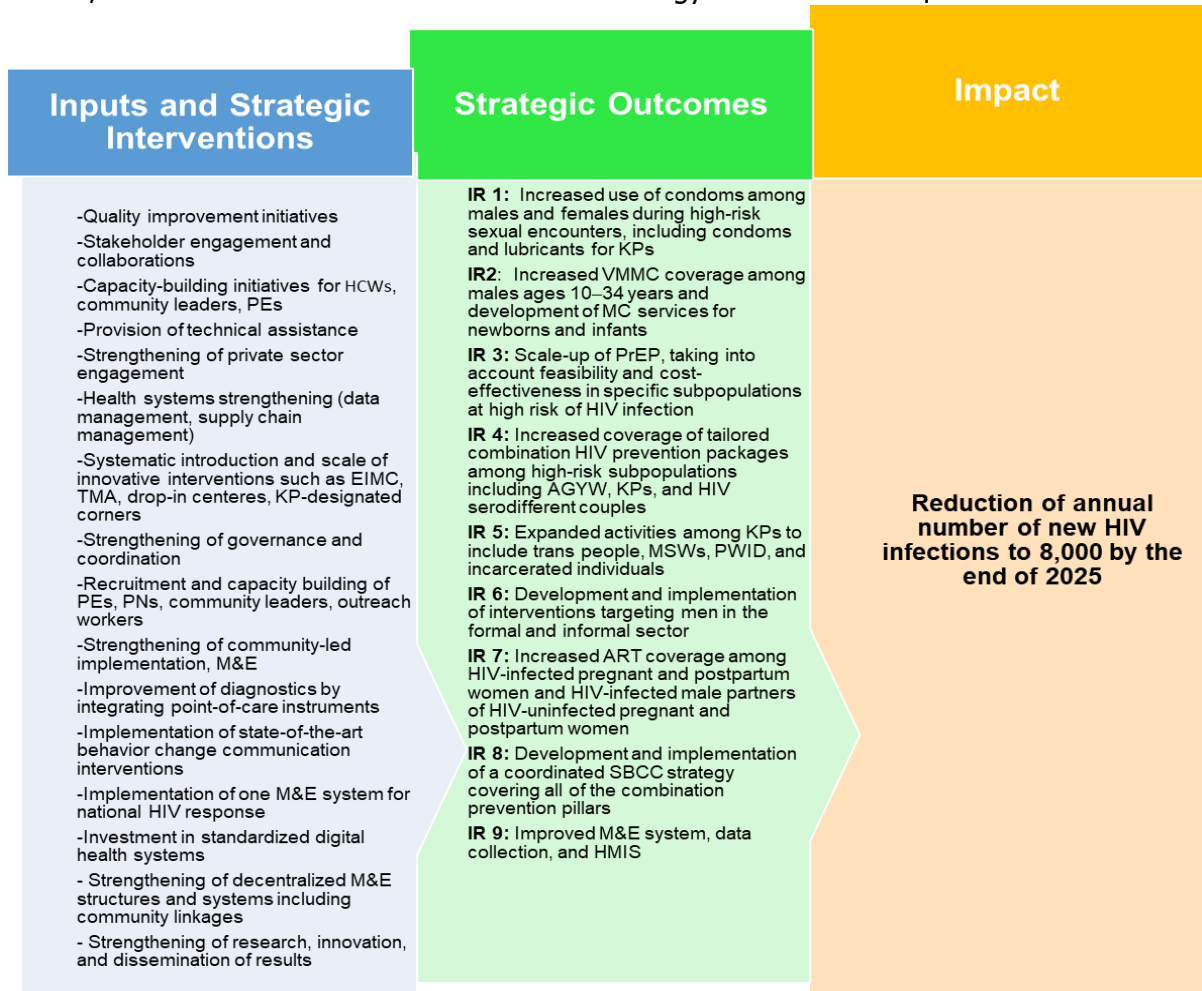 Inputs and Strategic
Interventions
-Quality improvement initiatives
-Stakeholder engagement and
collaborations
-Capacity-building initiatives for HCWs,
community leaders, PEs
-Provision of technical assistance
-Strengthening of private sector
engagement
-Health systems strengthening (data
management, supply chain
management)
-Systematic introduction and scale of
innovative interventions such as EIMC,
TMA, drop-in centeres, KP-designated
corners
-Strengthening of governance and
coordination
-Recruitment and capacity building of
PEs, PNs, community leaders, outreach
workers
-Strengthening of community-led
implementation, M&E
-Improvement of diagnostics by
integrating point-of-care instruments
-Implementation of state-of-the-art
behavior change communication
interventions
-Implementation of one M&E system for
national HIV response
-Investment in standardized digital
health systems
- Strengthening of decentralized M&E
structures and systems including
community linkages
- Strengthening of research, innovation,
and dissemination of results
Strategic Outcomes
IR 1: Increased use of condoms among
males and females during high-risk
sexual encounters, including condoms
and lubricants for KPs
IR2: Increased VMMC coverage among
males ages 10–34 years and
development of MC services for
newborns and infants
IR 3: Scale-up of PrEP, taking into
account feasibility and cost-
effectiveness in specific subpopulations
at high risk of HIV infection
IR 4: Increased coverage of tailored
combination HIV prevention packages
among high-risk subpopulations
including AGYW, KPs, and HIV
serodifferent couples
IR 5: Expanded activities among KPs to
include trans people, MSWs, PWID, and
incarcerated individuals
IR 6: Development and implementation
of interventions targeting men in the
formal and informal sector
IR 7: Increased ART coverage among
HIV-infected pregnant and postpartum
women and HIV-infected male partners
of HIV-uninfected pregnant and
postpartum women
IR 8: Development and implementation
of a coordinated SBCC strategy
covering all of the combination
prevention pillars
IR 9: Improved M&E system, data
collection, and HMIS
Impact
Reduction of annual
number of new HIV
infections to 8,000 by the
end of 2025